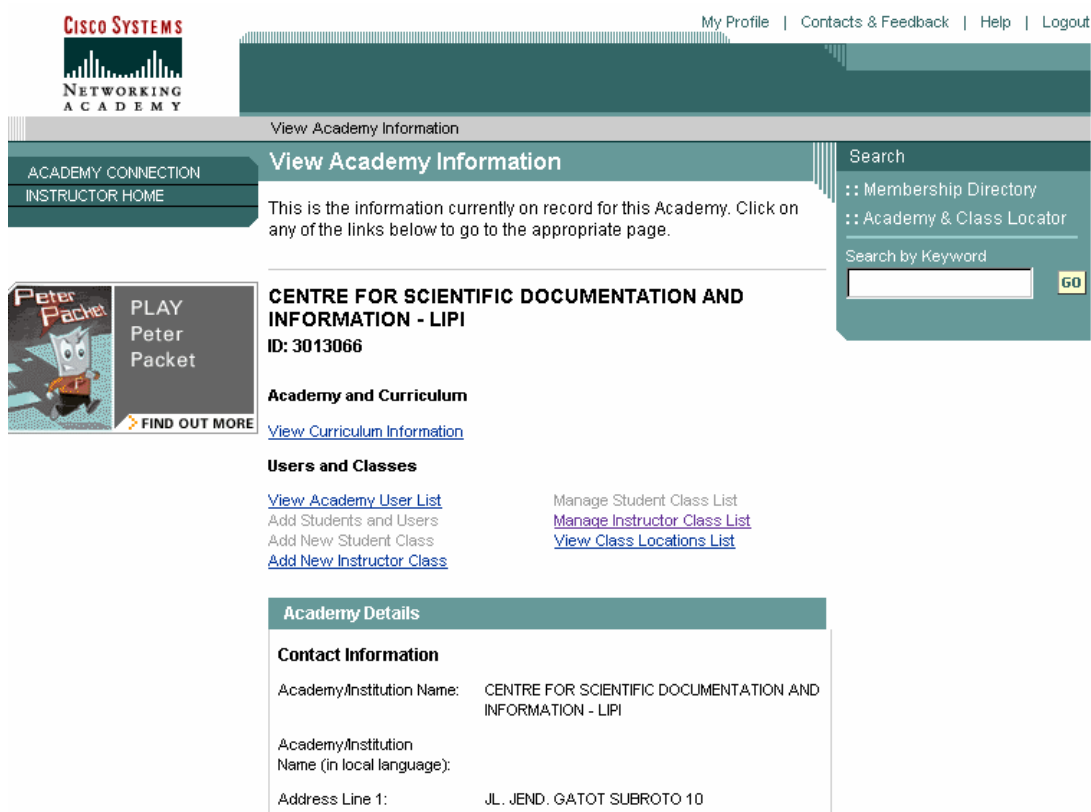 CISCO SYSTEMS
NETWORKING
ACADEMY
My Profile | Contacts & Feedback | Help | Logout
View Academy Information
ACADEMY CONNECTION
INSTRUCTOR HOME
View Academy Information
This is the information currently on record for this Academy. Click on
any of the links below to go to the appropriate page.
Search
:: Membership Directory
:: Academy & Class Locator
Search by Keyword
GO
Peter
Packet
P
PLAY
Peter
Packet
FIND OUT MORE
CENTRE FOR SCIENTIFIC DOCUMENTATION AND
INFORMATION - LIPI
ID: 3013066
Academy and Curriculum
View Curriculum Information
Users and Classes
View Academy User List
Add Students and Users
Add New Student Class
Add New Instructor Class
Manage Student Class List
Manage Instructor Class List
View Class Locations List
Academy Details
Contact Information
Academy/Institution Name: CENTRE FOR SCIENTIFIC DOCUMENTATION AND
INFORMATION - LIPI
Academy/Institution
Name (in local language):
Address Line 1: JL. JEND. GATOT SUBROTO 10